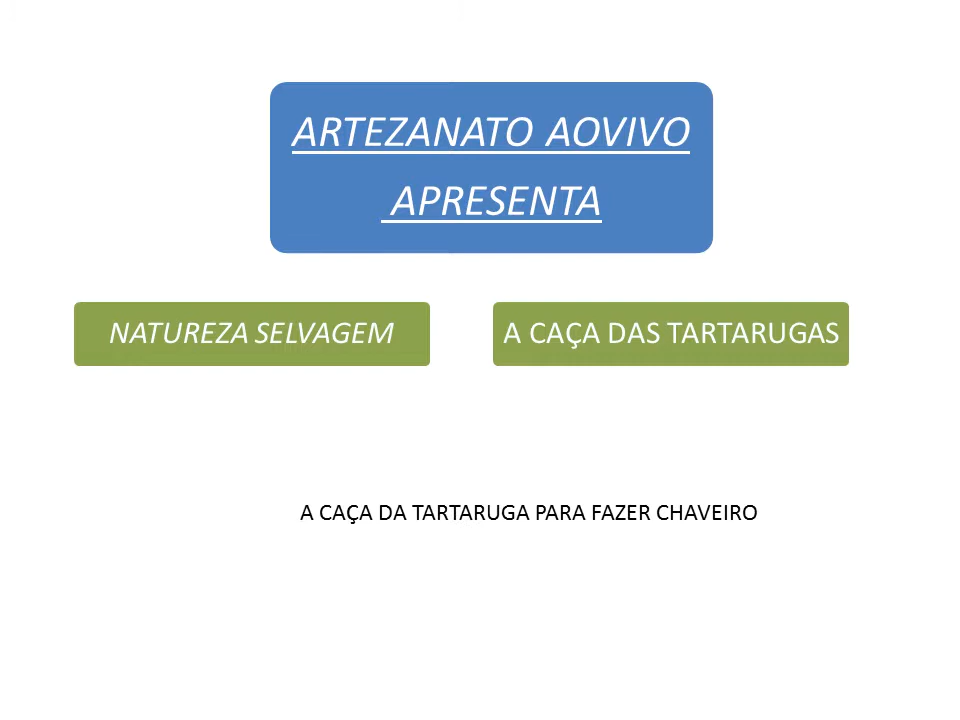 ARTEZANATO AOVIVO
APRESENTA
NATUREZA SELVAGEM
A CAÇA DAS TARTARUGAS
A CAÇA DA TARTARUGA PARA FAZER CHAVEIRO